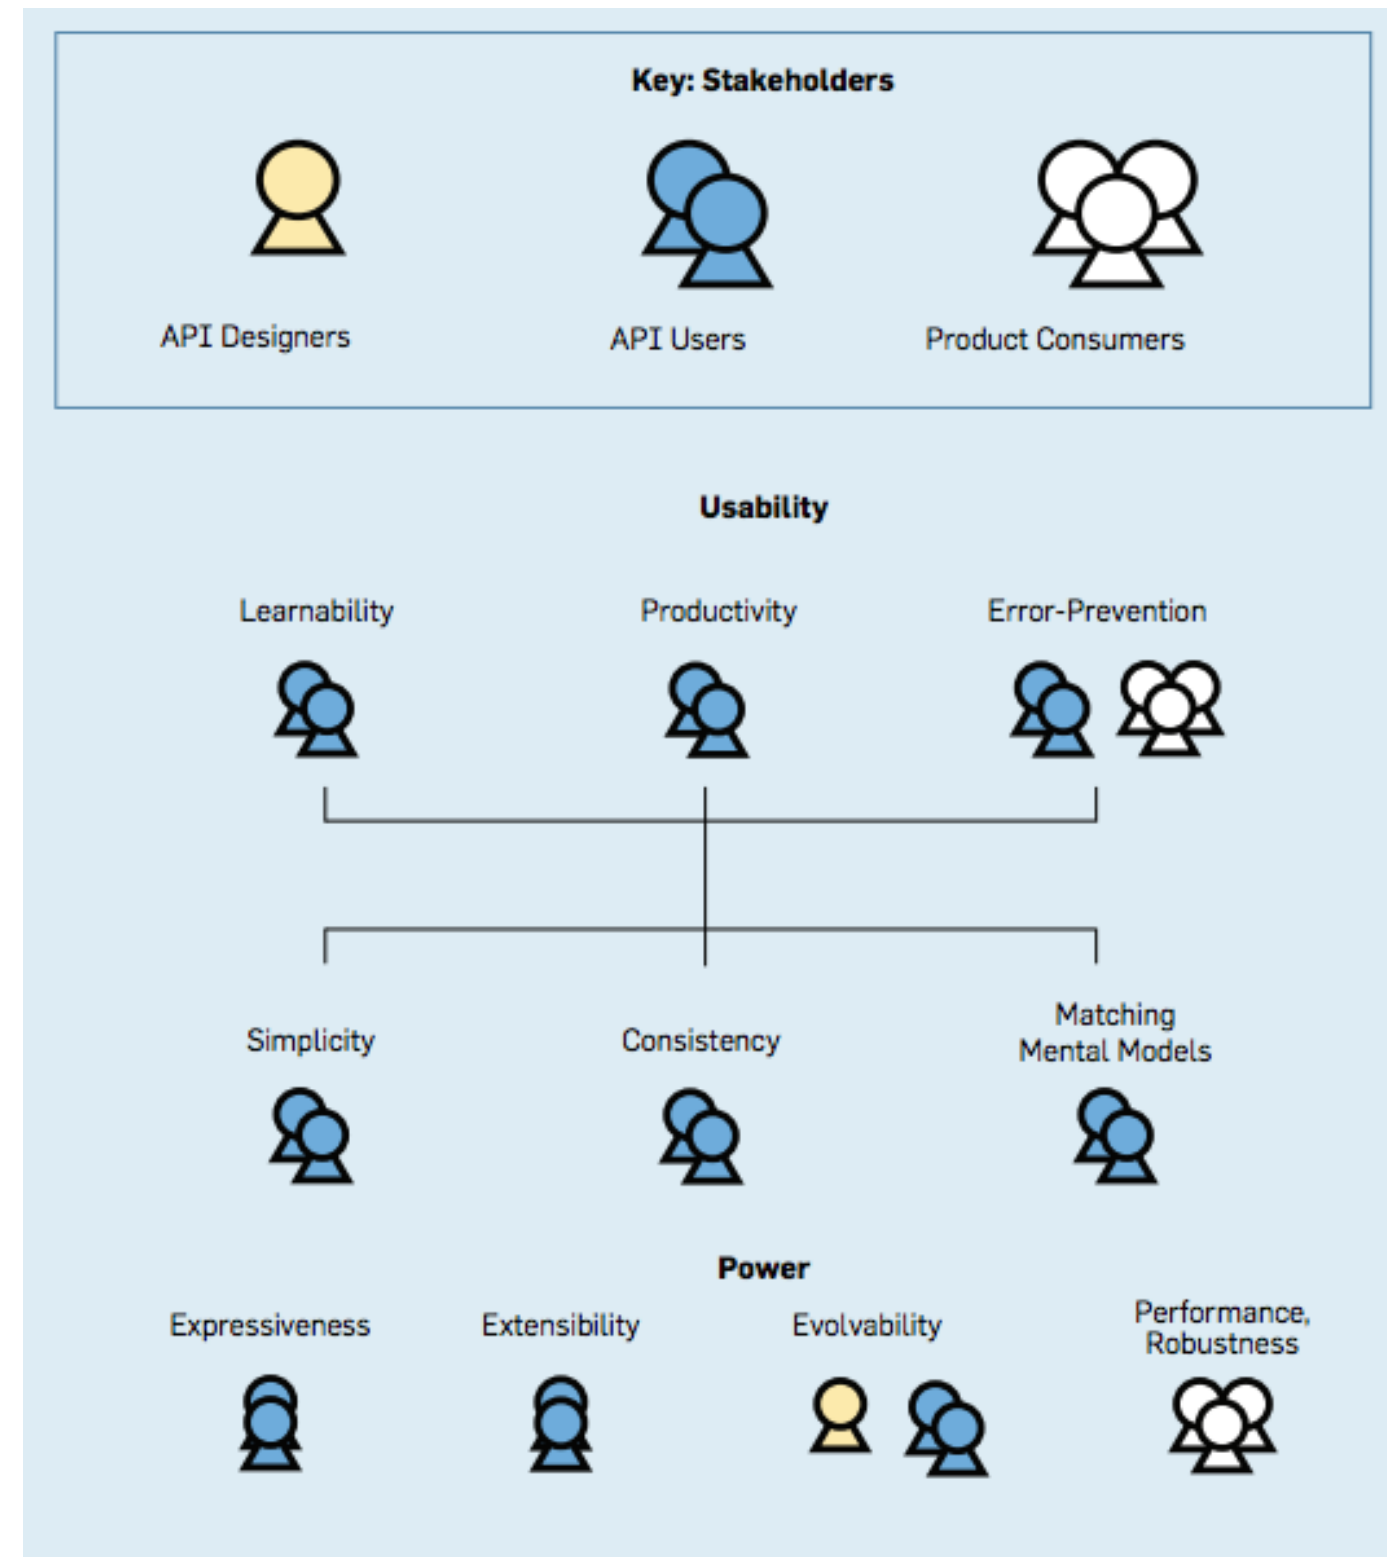 Key: Stakeholders
API Designers
API Users
Product Consumers
Usability
Learnability
Productivity
Error-Prevention
Simplicity
Consistency
Matching
Mental Models
Power
Expressiveness
Extensibility
Evolvability
Performance,
Robustness